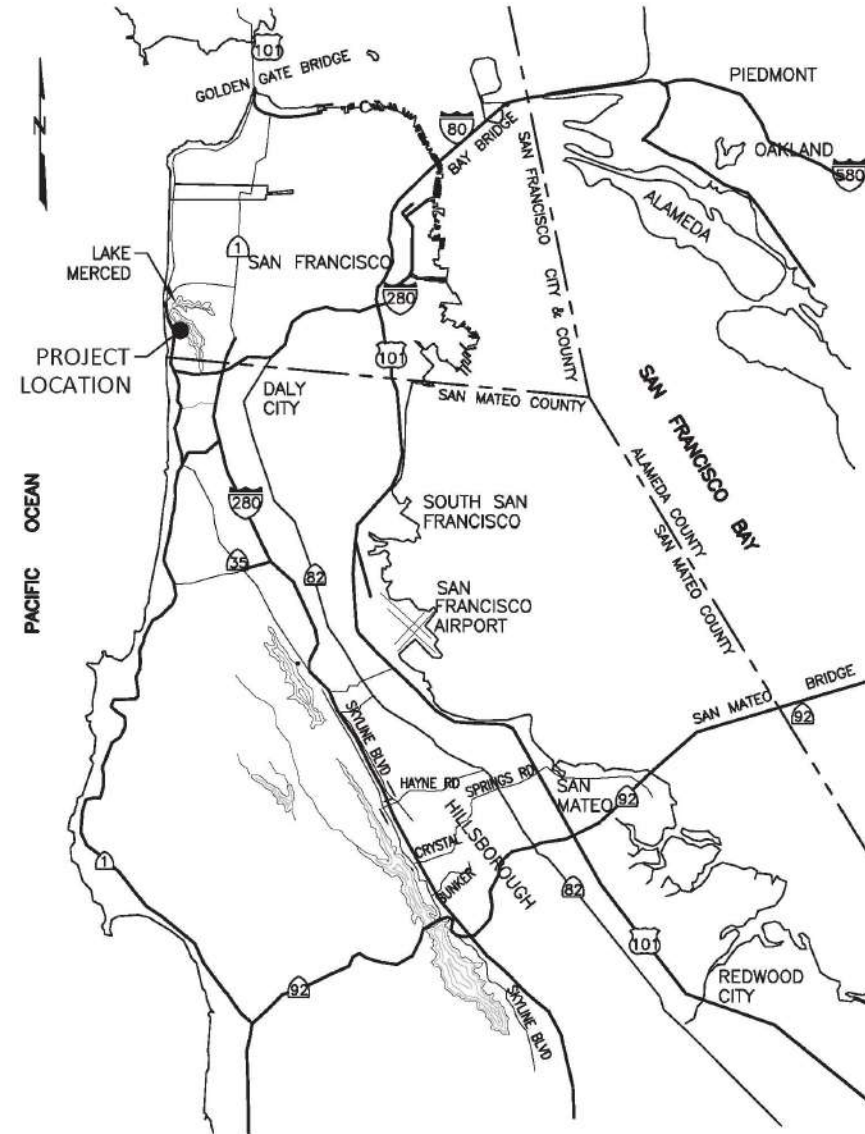 101
GOLDEN GATE BRIDGE
N
80
BAY BRIDGE
PIEDMONT
OAKLAND
580
ALAMEDA
SAN FRANCISCO CITY & COUNTY
LAKE
MERCED
1
SAN FRANCISCO
280
PROJECT
LOCATION
101
DALY
CITY
SAN MATEO COUNTY
SAN FRANCISCO BAY
ALAMEDA COUNTY
SAN MATEO COUNTY
PACIFIC OCEAN
280
SOUTH SAN
FRANCISCO
35
82
SAN
FRANCISCO
AIRPORT
SAN MATEO BRIDGE
92
SKYLINE BLVD
HAYNE RD
SPRINGS RD
SAN
MATEO
92
HILLSBOROUGH
CRYSTAL
BUNKER
1
82
101
REDWOOD
CITY
92
SKYLINE BLVD